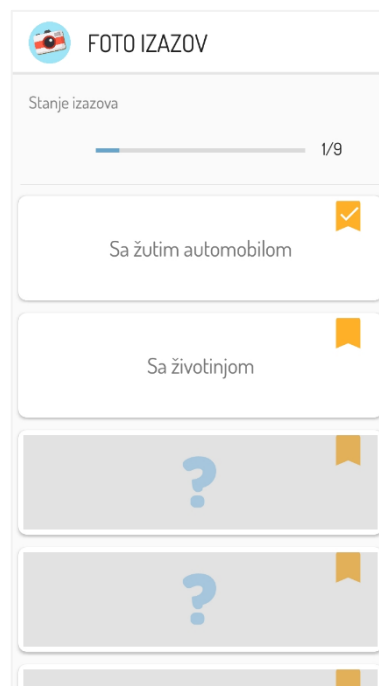 FOTO IZAZOV
Stanje izazova
1/9
Sa žutim automobilom
Sa životinjom
?
?